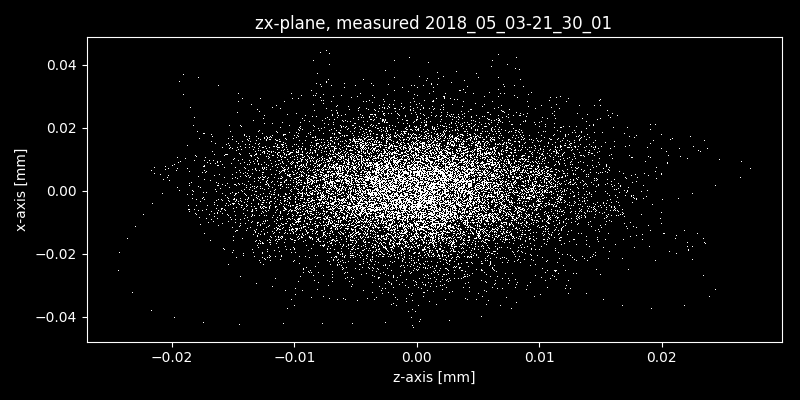 zx-plane, measured 2018_05_03-21_30_01
x-axis [mm]
0.04
0.02
0.00
−0.02
−0.04
−0.02 −0.01 0.00 0.01 0.02
z-axis [mm]